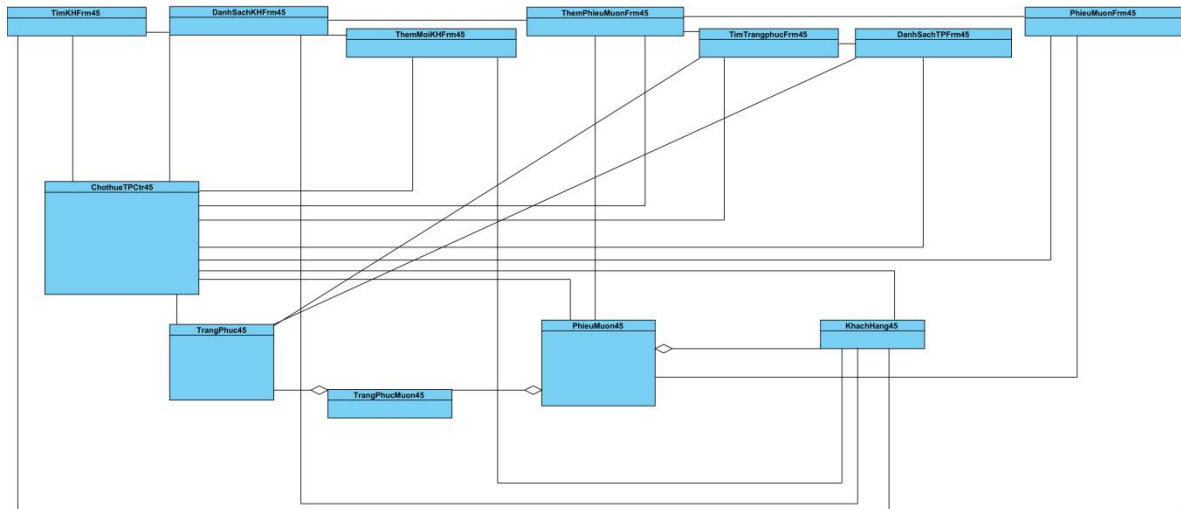 TimKHFrm45
DanhSachKHFrm45
ThemPhieuMuonFrm45
PhieuMuonFrm45
ThemMoiKHFrm45
TimTrangphucFrm45
DanhSachTPFrm45
ChothueTPCtr45
TrangPhuc45
PhieuMuon45
KhachHang45
TrangPhucMuon45